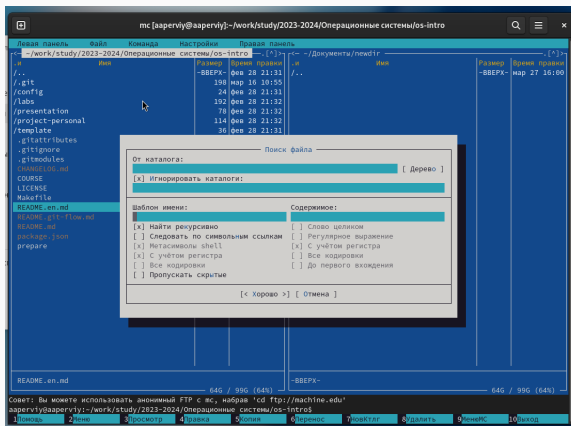 mc [aaperviy@aaperviy]:~/work/study/2023-2024/Операционные системы/os-intro
Левая панель Файл Команда Настройки Правая панель
<— ~/work/study/2023-2024/Операционные системы/os-intro —.[^]> <— ~/Документы/newdir —.[^]>
.и Имя Размер Время правки .и Имя Размер Время правки
/.. -ВВЕРХ- фев 28 21:31 /.. -ВВЕРХ- мар 27 16:00
/.git 198 мар 16 10:55
/config 24 фев 28 21:31
/labs 192 фев 28 21:32
/presentation 78 фев 28 21:32
/project-personal 114 фев 28 21:32
/template 36 фев 28 21:31
.gitattributes
.gitignore
.gitmodules
CHANGELOG.md
COURSE
LICENSE
Makefile
README.en.md
README.git-flow.md
README.md
package.json
prepare
Поиск файла
От каталога:
[ Дерево ]
[x] Игнорировать каталоги:
Шаблон имени: Содержимое:
[x] Найти рекурсивно [ ] Слово целиком
[ ] Следовать по символьным ссылкам [ ] Регулярное выражение
[x] Метасимволы shell [x] С учётом регистра
[x] С учётом регистра [ ] Все кодировки
[ ] Все кодировки [ ] До первого вхождения
[ ] Пропускать скрытые
[< Хорошо >] [ Отмена ]
README.en.md -ВВЕРХ-
64G / 99G (64%) 64G / 99G (64%)
Совет: Вы можете использовать анонимный FTP с mc, набрав 'cd ftp://machine.edu'
aaperviy@aaperviy:~/work/study/2023-2024/Операционные системы/os-intro$
1Помощь 2Меню 3Просмотр 4Правка 5Копия 6Перенос 7НовКтлг 8Удалить 9МенюMC 10Выход